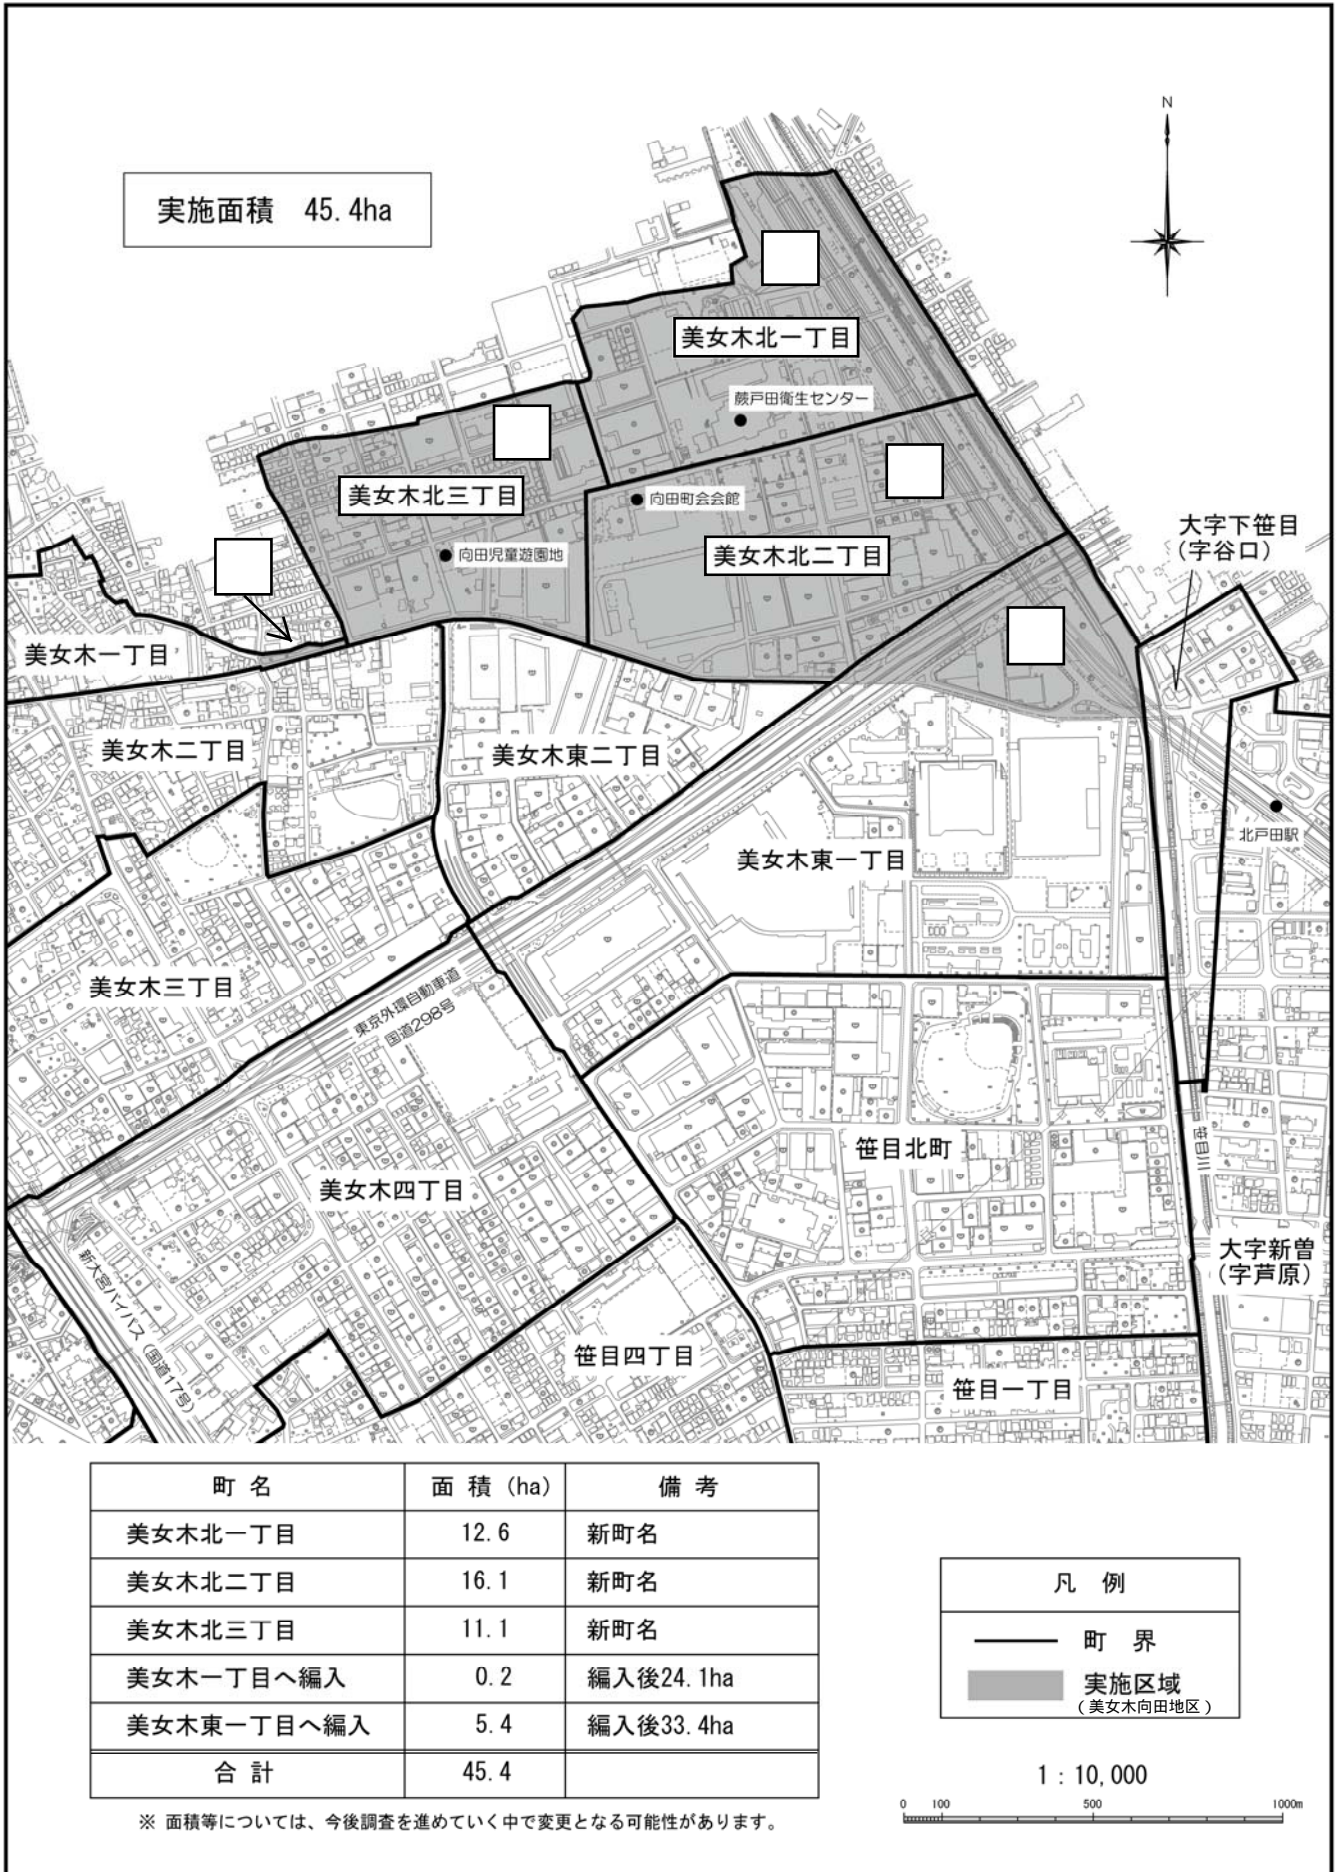 N
実施面積 45.4ha
美女木北一丁目
蕨戸田衛生センター
美女木北三丁目
向田町会会館
大字下笹目
(字谷口)
向田児童遊園地
美女木北二丁目
美女木一丁目
美女木二丁目
美女木東二丁目
北戸田駅
美女木東一丁目
美女木三丁目
東京外環自動車道
国道298号
笹目川
笹目北町
美女木四丁目
大字新曽
(字芦原)
新大宮バイパス(国道17号)
笹目四丁目
笹目一丁目
町名 面積(ha) 備考
美女木北一丁目 12.6 新町名
美女木北二丁目 16.1 新町名
美女木北三丁目 11.1 新町名
美女木一丁目へ編入 0.2 編入後24.1ha
美女木東一丁目へ編入 5.4 編入後33.4ha
合計 45.4
※ 面積等については、今後調査を進めていく中で変更となる可能性があります。
凡例
町界
実施区域
(美女木向田地区)
1:10,000
0 100 500 1000m